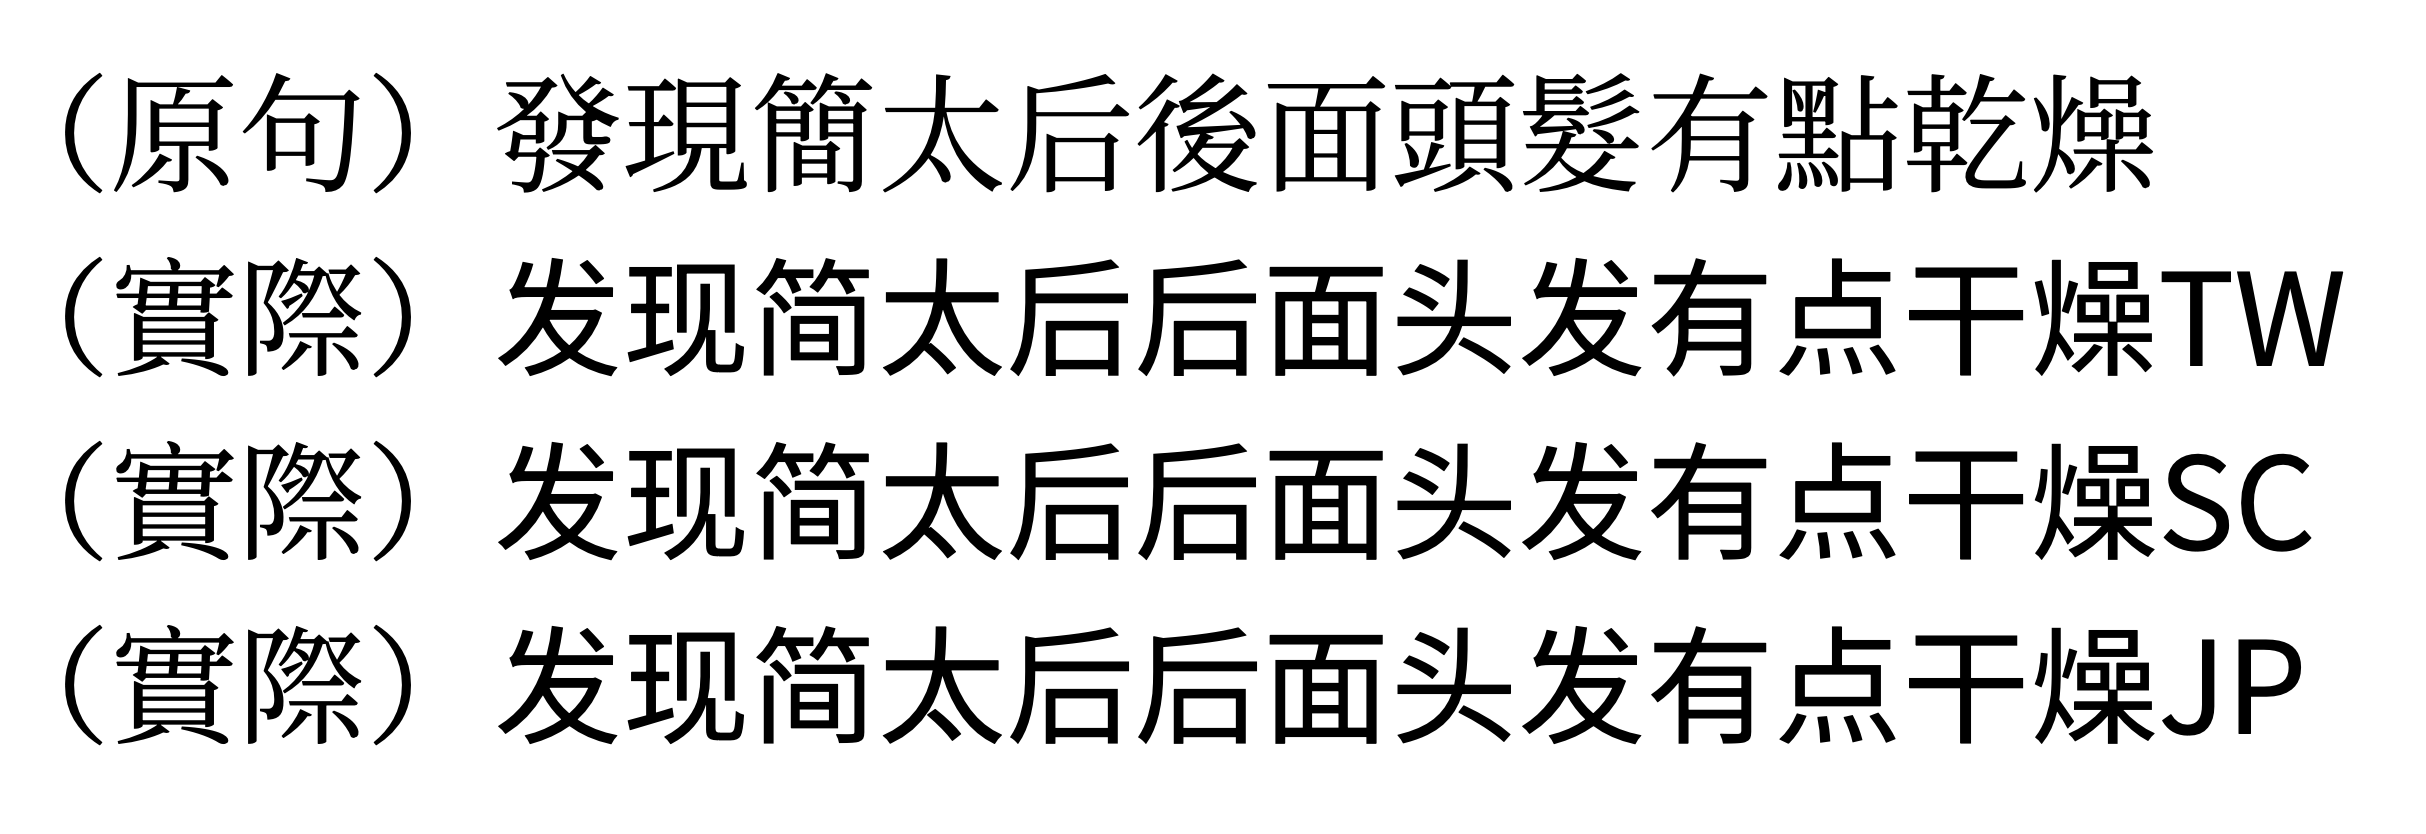 （原句） 發現簡太后後面頭髮有點乾燥
（實際） 发现简太后后面头发有点干燥TW
（實際） 发现简太后后面头发有点干燥SC
（實際） 发现简太后后面头发有点干燥JP